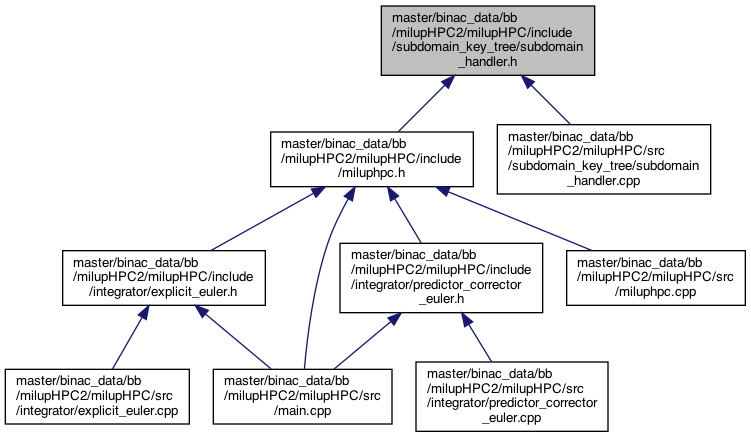 master/binac_data/bb
/milupHPC2/milupHPC/include
/subdomain_key_tree/subdomain
_handler.h
master/binac_data/bb
/milupHPC2/milupHPC/include
/miluphpc.h
master/binac_data/bb
/milupHPC2/milupHPC/src
/subdomain_key_tree/subdomain
_handler.cpp
master/binac_data/bb
/milupHPC2/milupHPC/include
/integrator/explicit_euler.h
master/binac_data/bb
/milupHPC2/milupHPC/include
/integrator/predictor_corrector
_euler.h
master/binac_data/bb
/milupHPC2/milupHPC/src
/miluphpc.cpp
master/binac_data/bb
/milupHPC2/milupHPC/src
/integrator/explicit_euler.cpp
master/binac_data/bb
/milupHPC2/milupHPC/src
/main.cpp
master/binac_data/bb
/milupHPC2/milupHPC/src
/integrator/predictor_corrector
_euler.cpp